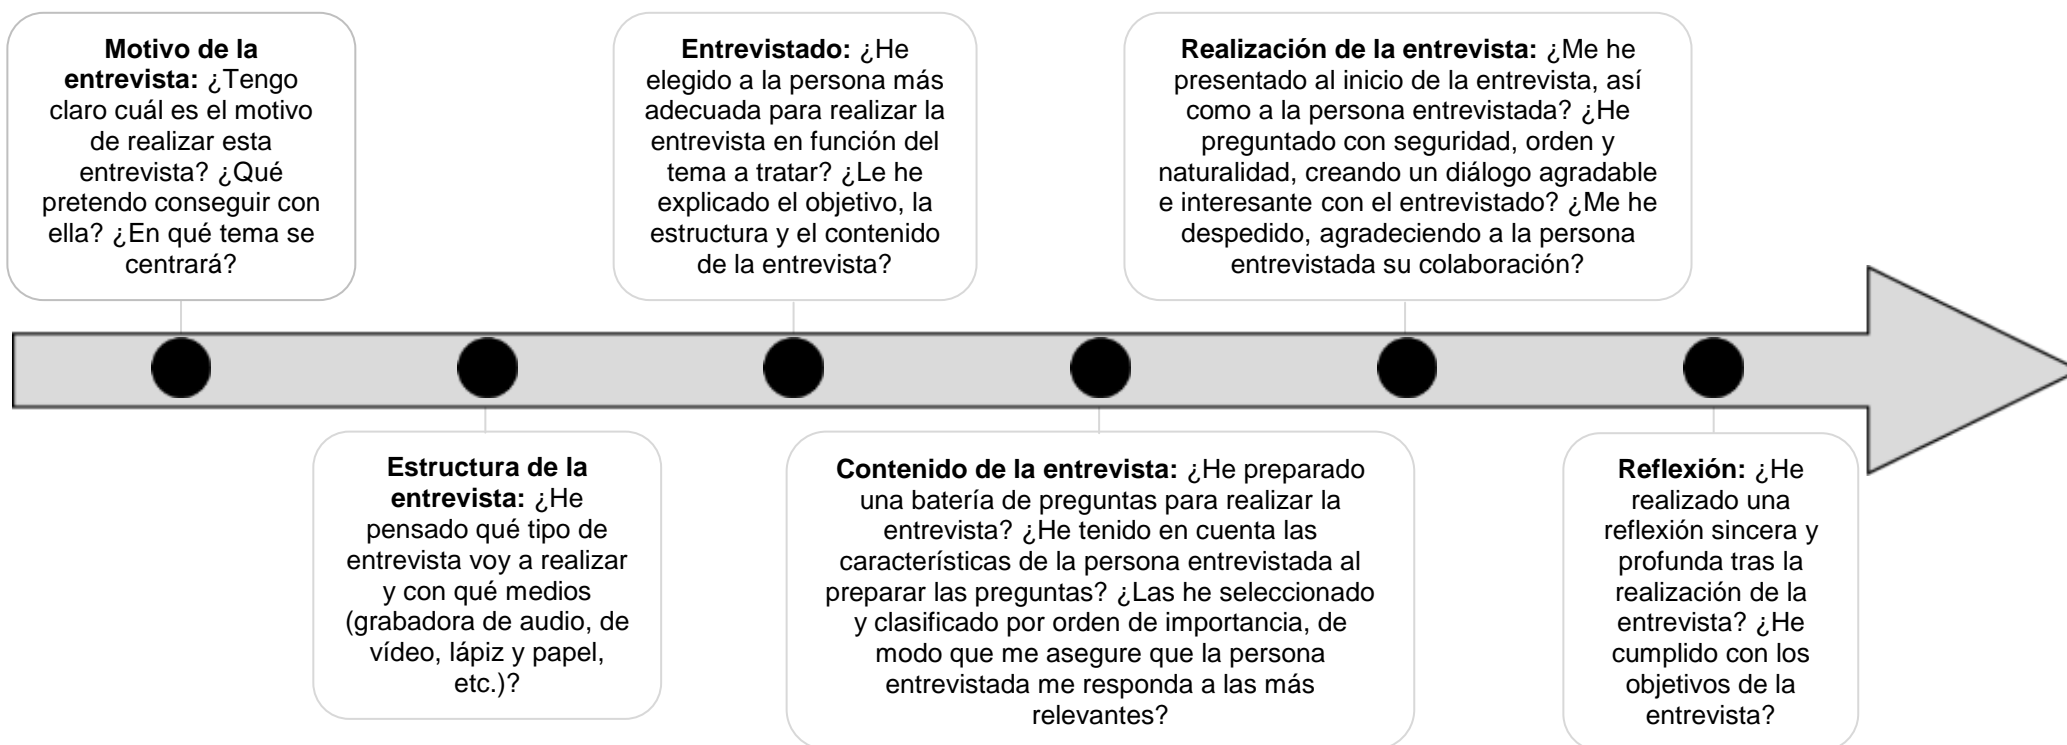 Motivo de la
entrevista: ¿Tengo
claro cuál es el motivo
de realizar esta
entrevista? ¿Qué
pretendo conseguir con
ella? ¿En qué tema se
centrará?
Estructura de la
entrevista: ¿He
pensado qué tipo de
entrevista voy a realizar
y con qué medios
(grabadora de audio, de
vídeo, lápiz y papel,
etc.)?
Entrevistado: ¿He
elegido a la persona más
adecuada para realizar la
entrevista en función del
tema a tratar? ¿Le he
explicado el objetivo, la
estructura y el contenido
de la entrevista?
Contenido de la entrevista: ¿He preparado
una batería de preguntas para realizar la
entrevista? ¿He tenido en cuenta las
características de la persona entrevistada al
preparar las preguntas? ¿Las he seleccionado
y clasificado por orden de importancia, de
modo que me asegure que la persona
entrevistada me responda a las más
relevantes?
Realización de la entrevista: ¿Me he
presentado al inicio de la entrevista, así
como a la persona entrevistada? ¿He
preguntado con seguridad, orden y
naturalidad, creando un diálogo agradable
e interesante con el entrevistado? ¿Me he
despedido, agradeciendo a la persona
entrevistada su colaboración?
Reflexión: ¿He
realizado una
reflexión sincera y
profunda tras la
realización de la
entrevista? ¿He
cumplido con los
objetivos de la
entrevista?